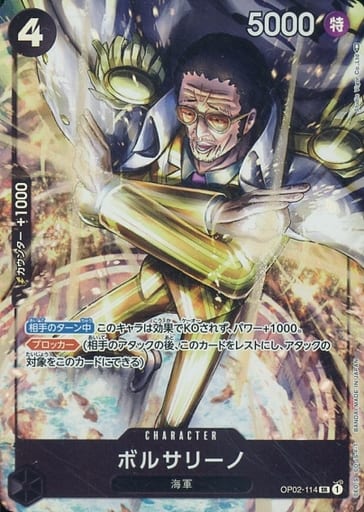 4
5000 特
カウンター +1000
相手のターン中 このキャラは効果でKOされず、パワー+1000。
ブロッカー (相手のアタックの後、このカードをレストにし、アタックの
対象をこのカードにできる)
CHARACTER
ボルサリーノ
海軍
OP02-114 SR 1
BANDAI MADE IN JAPAN